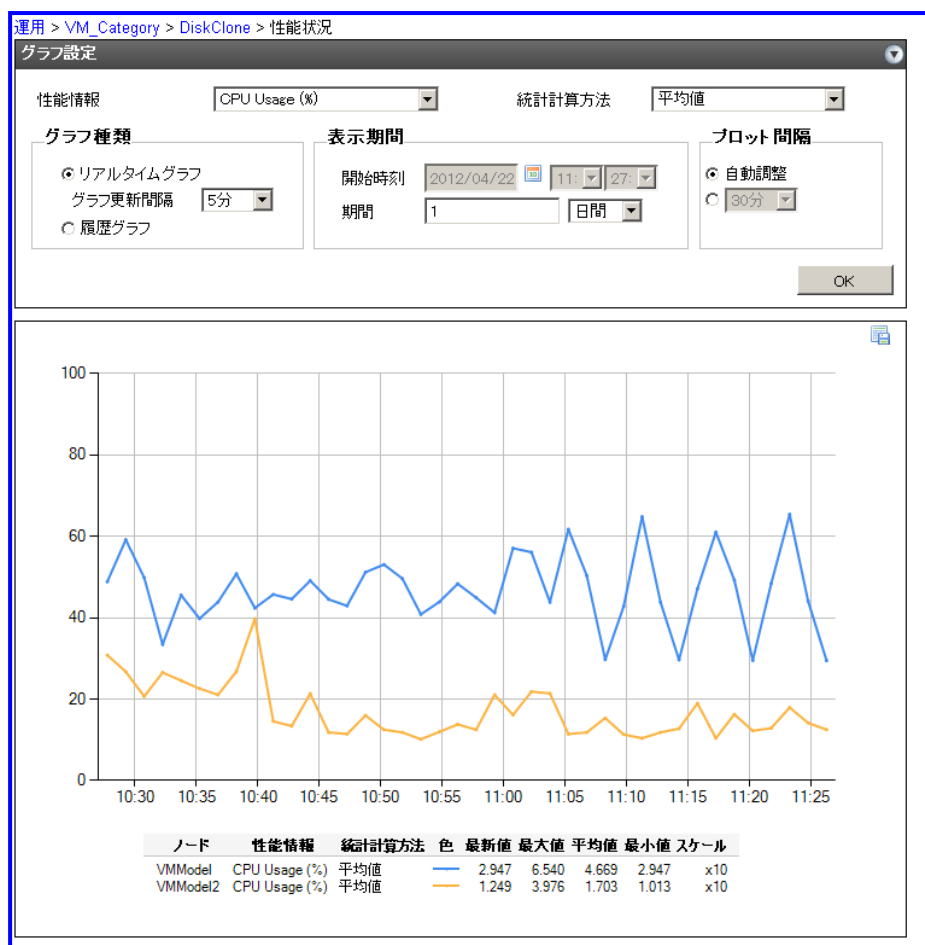 運用 > VM_Category > DiskClone > 性能状況
グラフ設定
性能情報 CPU Usage (%) 統計計算方法 平均値
グラフ種類 表示期間 プロット間隔
リアルタイムグラフ 開始時刻 2012/04/22 11: 27: 自動調整
グラフ更新間隔 5分 期間 1 日間 30分
履歴グラフ
OK
100
80
60
40
20
0
10:30 10:35 10:40 10:45 10:50 10:55 11:00 11:05 11:10 11:15 11:20 11:25
ノード 性能情報 統計計算方法 色 最新値 最大値 平均値 最小値 スケール
VMModel CPU Usage (%) 平均値 2.947 6.540 4.669 2.947 x10
VMModel2 CPU Usage (%) 平均値 1.249 3.976 1.703 1.013 x10